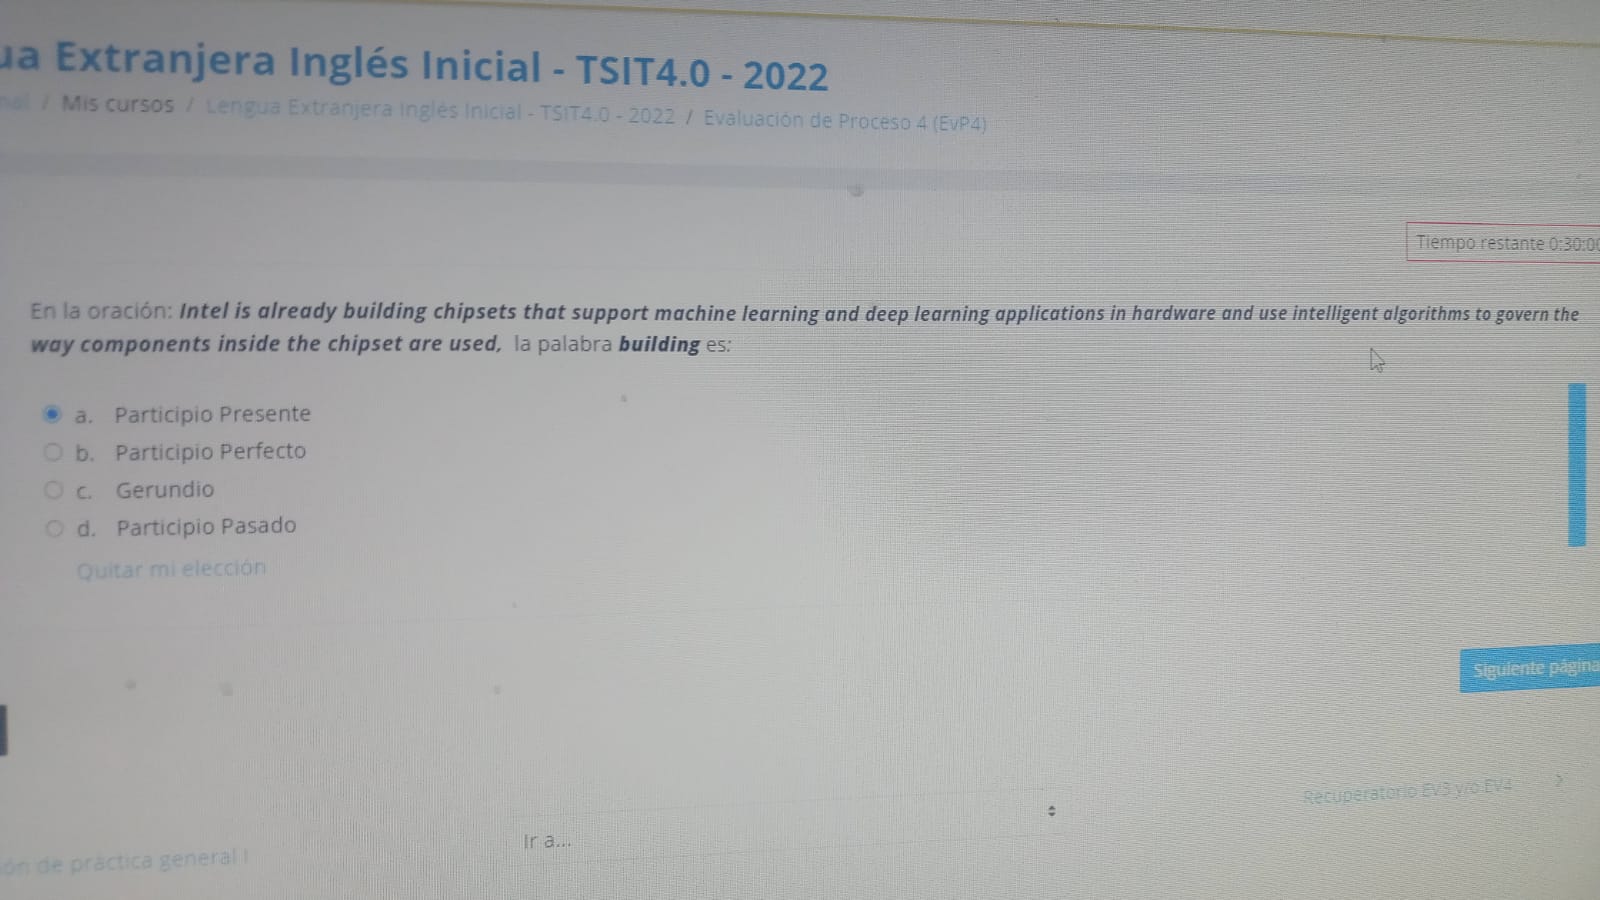 ua Extranjera Inglés Inicial - TSIT4.0 - 2022
/ Mis cursos / Lengua Extranjera Inglés Inicial - TSIT4.0 - 2022 / Evaluación de Proceso 4 (EvP4)
Tiempo restante 0:30:00
En la oración: Intel is already building chipsets that support machine learning and deep learning applications in hardware and use intelligent algorithms to govern the
way components inside the chipset are used, la palabra building es:
a. Participio Presente
b. Participio Perfecto
c. Gerundio
d. Participio Pasado
Quitar mi elección
Siguiente página
Recuperatorio EV3 y/o EV4
Ir a...
ón de práctica general I